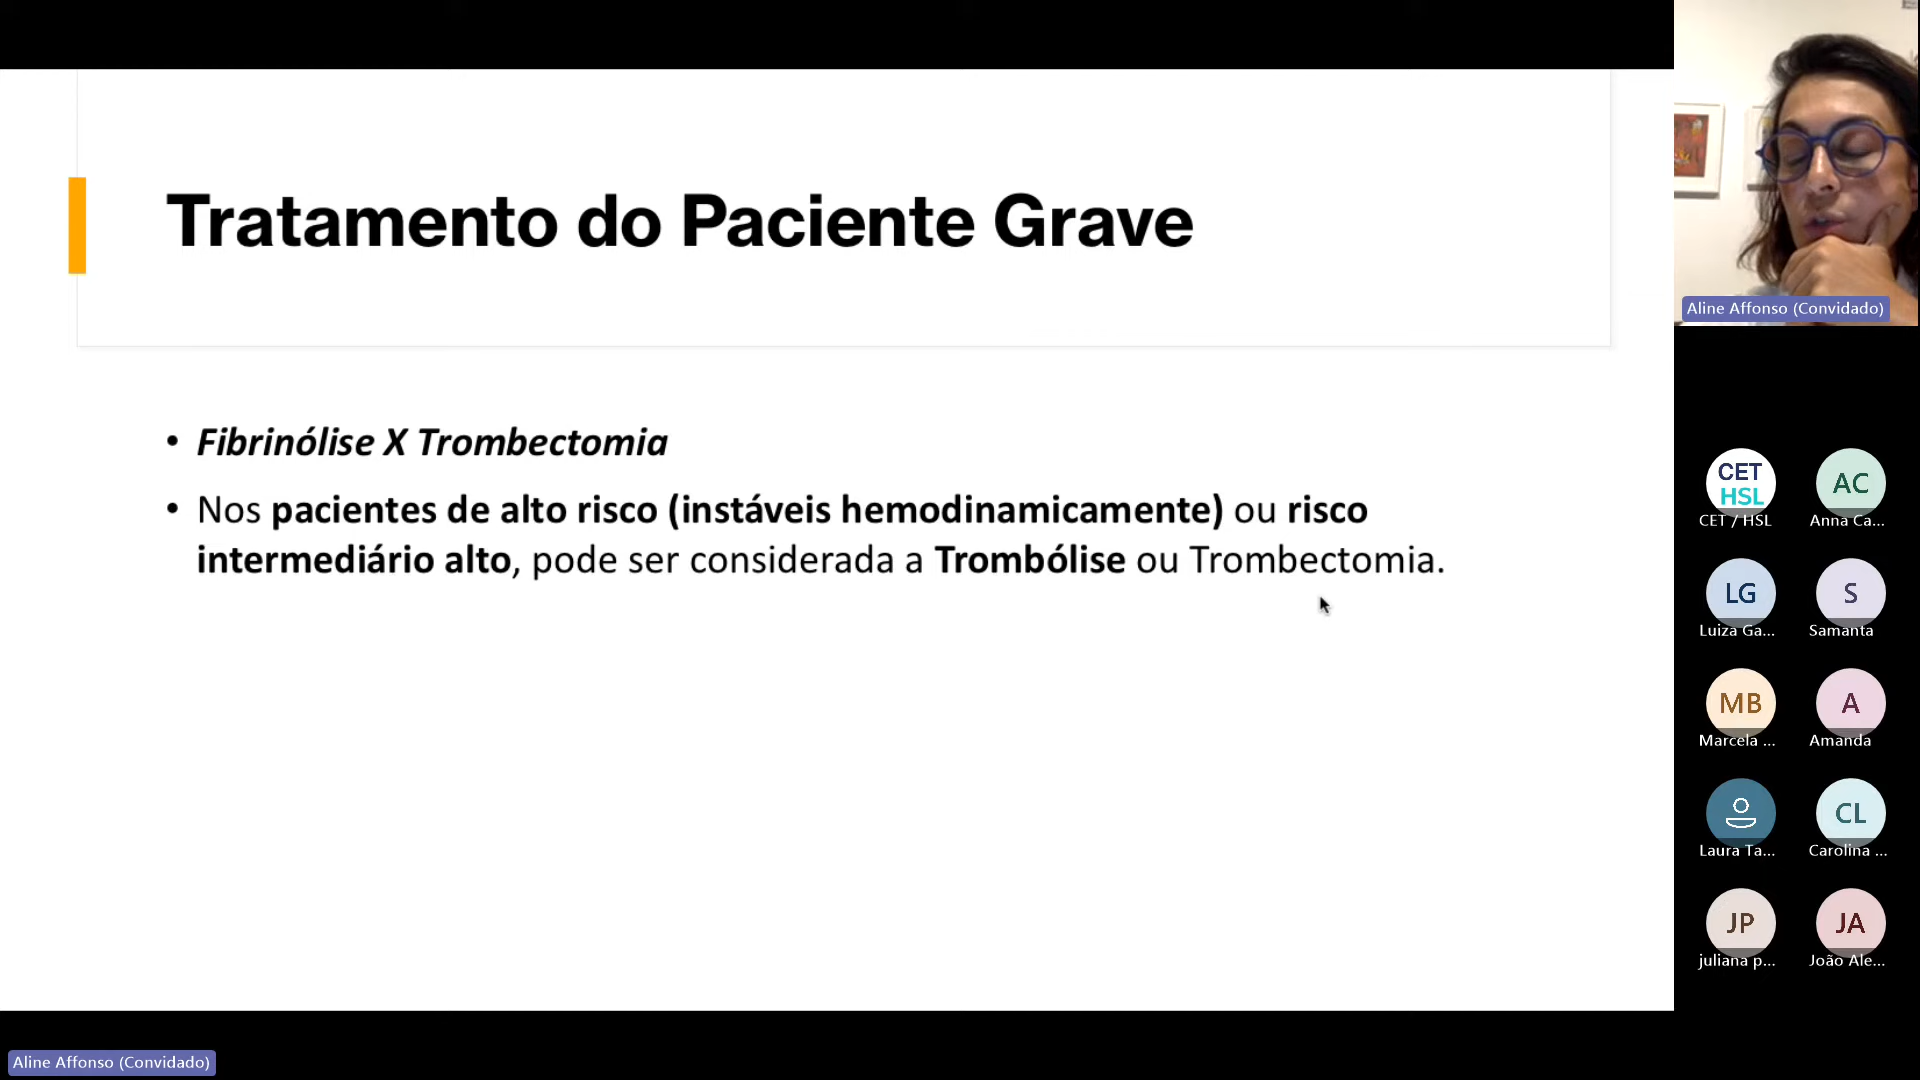 Tratamento do Paciente Grave
• Fibrinólise X Trombectomia
• Nos pacientes de alto risco (instáveis hemodinamicamente) ou risco
intermediário alto, pode ser considerada a Trombólise ou Trombectomia.
Aline Affonso (Convidado)
CET
HSL
CET / HSL
AC
Anna Ca...
LG
Luiza Ga...
S
Samanta
MB
Marcela ...
A
Amanda
Laura Ta...
CL
Carolina ...
JP
juliana p...
JA
João Ale...
Aline Affonso (Convidado)